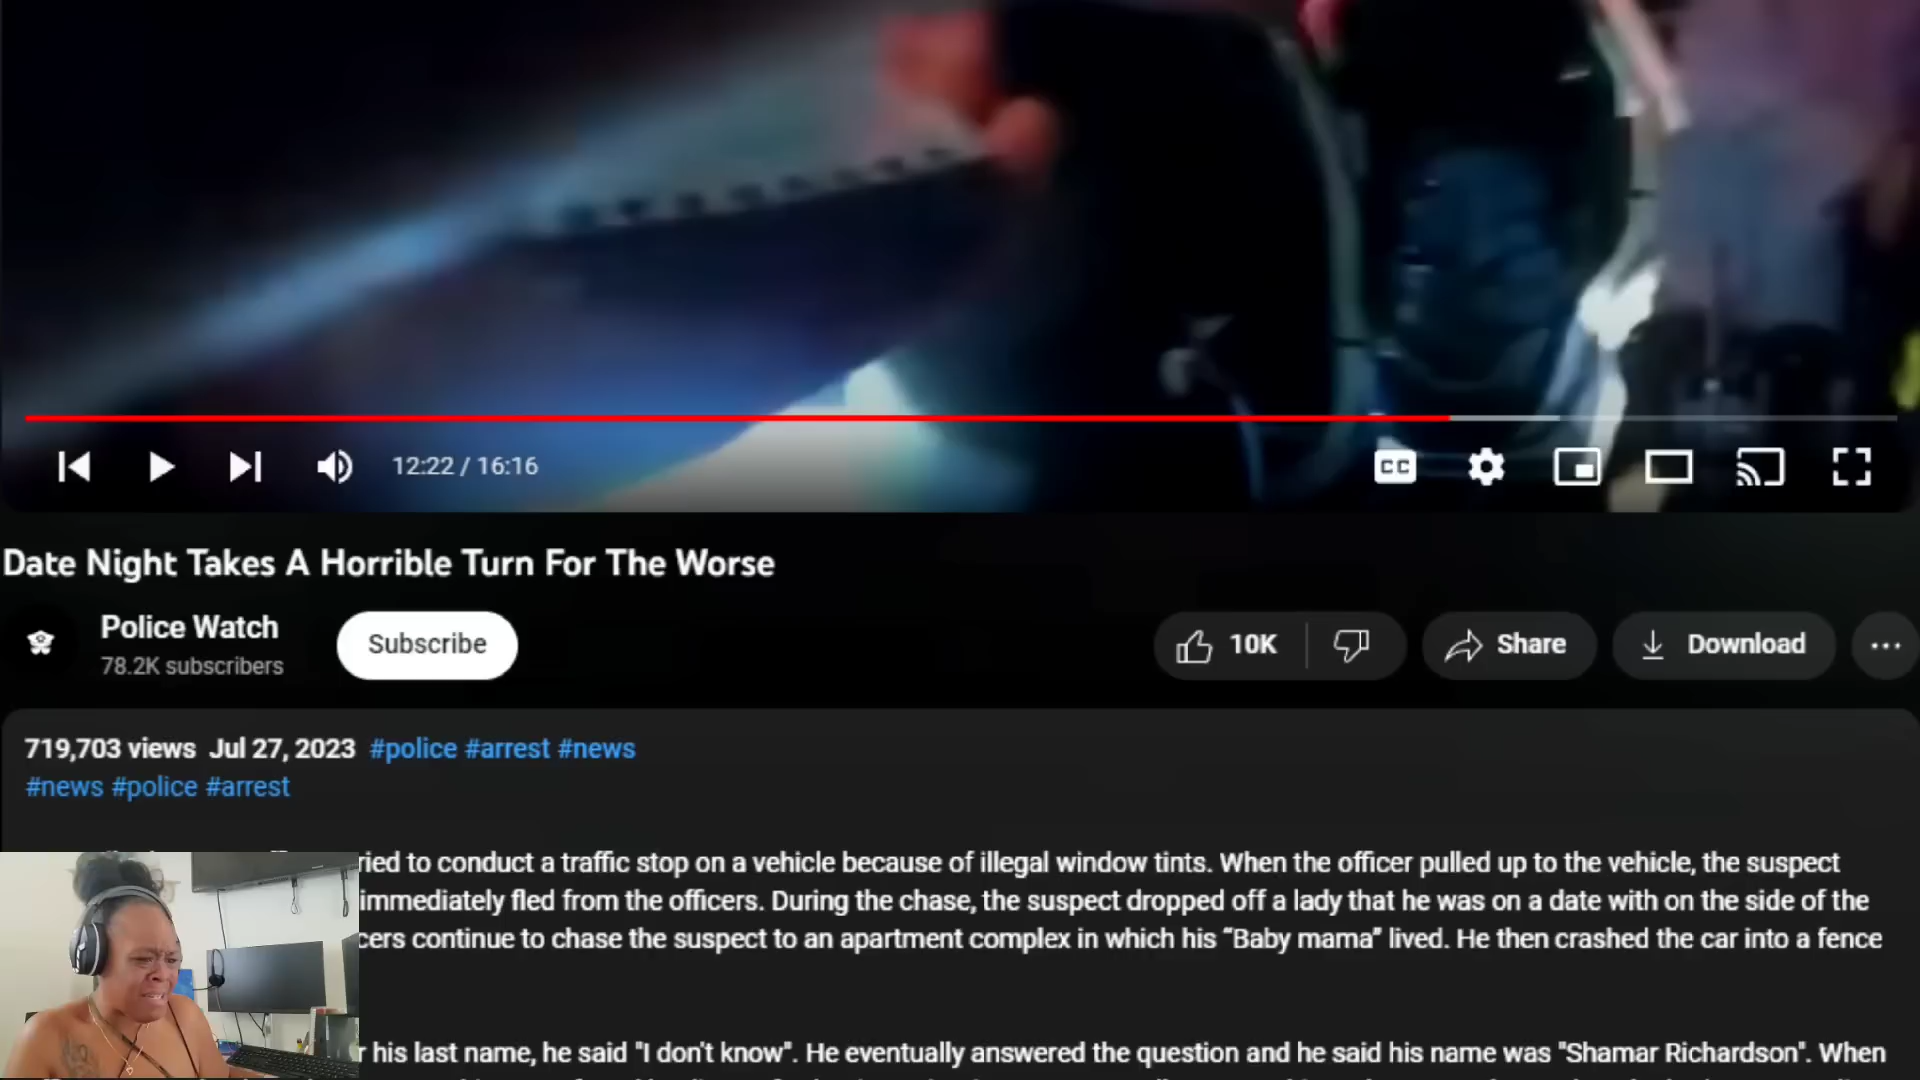 12:22 / 16:16
CC
Date Night Takes A Horrible Turn For The Worse
Police Watch
78.2K subscribers
Subscribe
10K
Share
Download
719,703 views Jul 27, 2023 #police #arrest #news
#news #police #arrest
ried to conduct a traffic stop on a vehicle because of illegal window tints. When the officer pulled up to the vehicle, the suspect
immediately fled from the officers. During the chase, the suspect dropped off a lady that he was on a date with on the side of the
cers continue to chase the suspect to an apartment complex in which his “Baby mama” lived. He then crashed the car into a fence
r his last name, he said "I don't know". He eventually answered the question and he said his name was "Shamar Richardson". When